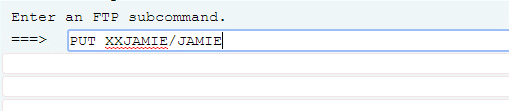 Enter an FTP subcommand.
===> PUT XXJAMIE/JAMIE